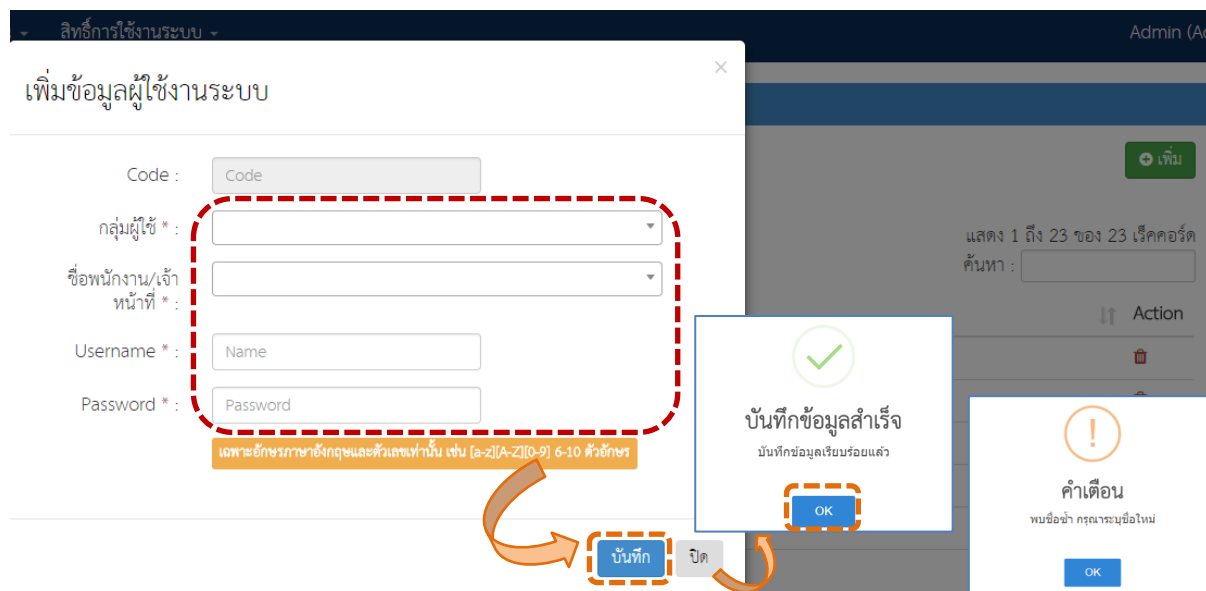 สิทธิ์การใช้งานระบบ
Admin (Ad
×
เพิ่มข้อมูลผู้ใช้งานระบบ
เพิ่ม
Code :
Code
กลุ่มผู้ใช้ * :
แสดง 1 ถึง 23 ของ 23 เร็คคอร์ด
ค้นหา :
ชื่อพนักงาน/เจ้า
หน้าที่ * :
Action
Username * :
Name
Password * :
Password
เฉพาะอักษรภาษาอังกฤษและตัวเลขเท่านั้น เช่น [a-z][A-Z][0-9] 6-10 ตัวอักษร
บันทึกข้อมูลสำเร็จ
บันทึกข้อมูลเรียบร้อยแล้ว
OK
คำเตือน
พบชื่อซ้ำ กรุณาระบุชื่อใหม่
OK
บันทึก
ปิด